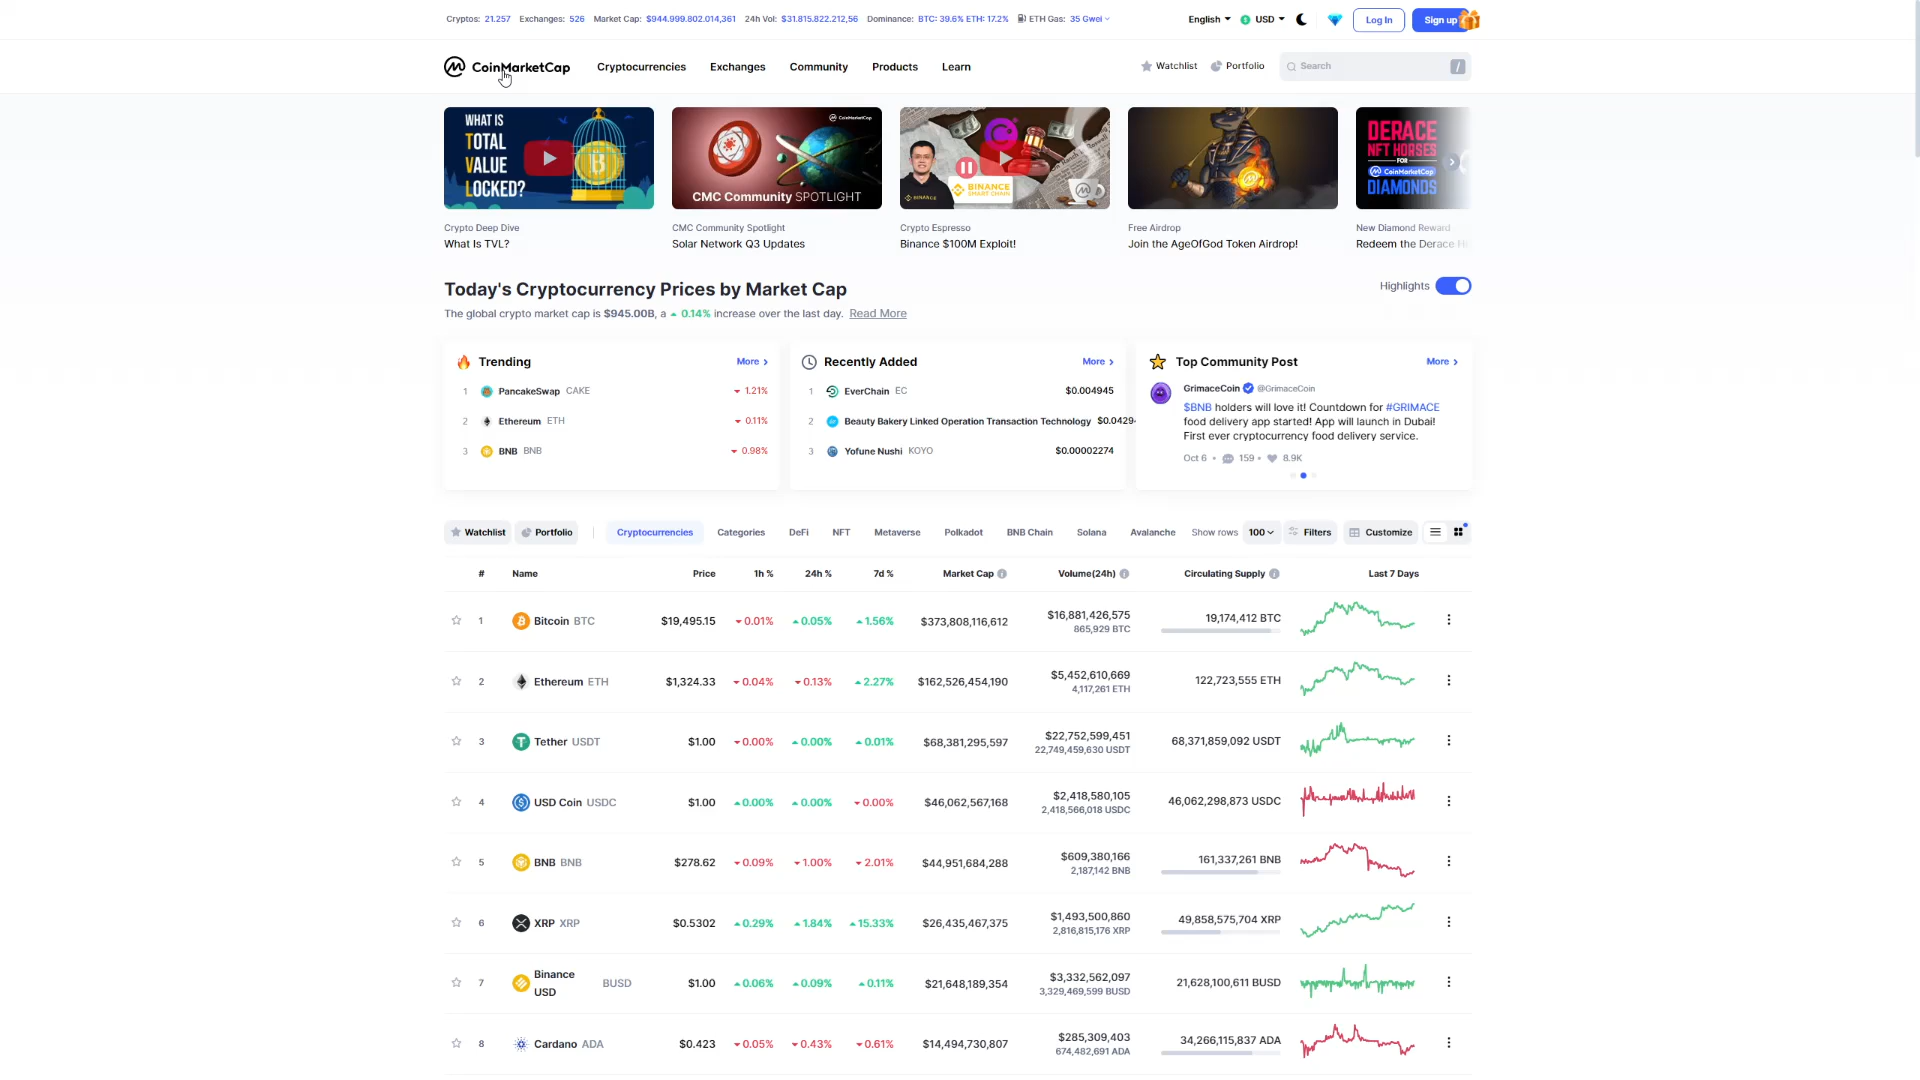 Cryptos: 21.257 Exchanges: 526 Market Cap: $944.999.802.014,361 24h Vol: $31.815.822.212,56 Dominance: BTC: 39.6% ETH: 17.2% ETH Gas: 35 Gwei English USD Log In Sign up
CoinMarketCap Cryptocurrencies Exchanges Community Products Learn Watchlist Portfolio Search /
WHAT IS
TOTAL
VALUE
LOCKED?
CoinMarketCap
CMC Community SPOTLIGHT
BINANCE
SMART CHAIN
BINANCE
DERACE
NFT HORSES
FOR
CoinMarketCap
DIAMONDS
Crypto Deep Dive
What Is TVL?
CMC Community Spotlight
Solar Network Q3 Updates
Crypto Espresso
Binance $100M Exploit!
Free Airdrop
Join the AgeOfGod Token Airdrop!
New Diamond Reward
Redeem the Derace
Today's Cryptocurrency Prices by Market Cap
Highlights
The global crypto market cap is $945.00B, a 0.14% increase over the last day. Read More
Trending More
1 PancakeSwap CAKE 1.21%
2 Ethereum ETH 0.11%
3 BNB BNB 0.98%
Recently Added More
1 EverChain EC $0.004945
2 Beauty Bakery Linked Operation Transaction Technology $0.0429
3 Yofune Nushi KOYO $0.00002274
Top Community Post More
GrimaceCoin @GrimaceCoin
$BNB holders will love it! Countdown for #GRIMACE
food delivery app started! App will launch in Dubai!
First ever cryptocurrency food delivery service.
Oct 6 • 159 • 8.9K
Watchlist Portfolio Cryptocurrencies Categories DeFi NFT Metaverse Polkadot BNB Chain Solana Avalanche Show rows 100 Filters Customize
# Name Price 1h % 24h % 7d % Market Cap Volume(24h) Circulating Supply Last 7 Days
1 Bitcoin BTC $19,495.15 0.01% 0.05% 1.56% $373,808,116,612 $16,881,426,575 19,174,412 BTC
865,929 BTC
2 Ethereum ETH $1,324.33 0.04% 0.13% 2.27% $162,526,454,190 $5,452,610,669 122,723,555 ETH
4,117,261 ETH
3 Tether USDT $1.00 0.00% 0.00% 0.01% $68,381,295,597 $22,752,599,451 68,371,859,092 USDT
22,749,459,630 USDT
4 USD Coin USDC $1.00 0.00% 0.00% 0.00% $46,062,567,168 $2,418,580,105 46,062,298,873 USDC
2,418,566,018 USDC
5 BNB BNB $278.62 0.09% 1.00% 2.01% $44,951,684,288 $609,380,166 161,337,261 BNB
2,187,142 BNB
6 XRP XRP $0.5302 0.29% 1.84% 15.33% $26,435,467,375 $1,493,500,860 49,858,575,704 XRP
2,816,815,176 XRP
7 Binance USD BUSD $1.00 0.06% 0.09% 0.11% $21,648,189,354 $3,332,562,097 21,628,100,611 BUSD
3,329,469,599 BUSD
8 Cardano ADA $0.423 0.05% 0.43% 0.61% $14,494,730,807 $285,309,403 34,266,115,837 ADA
674,482,691 ADA